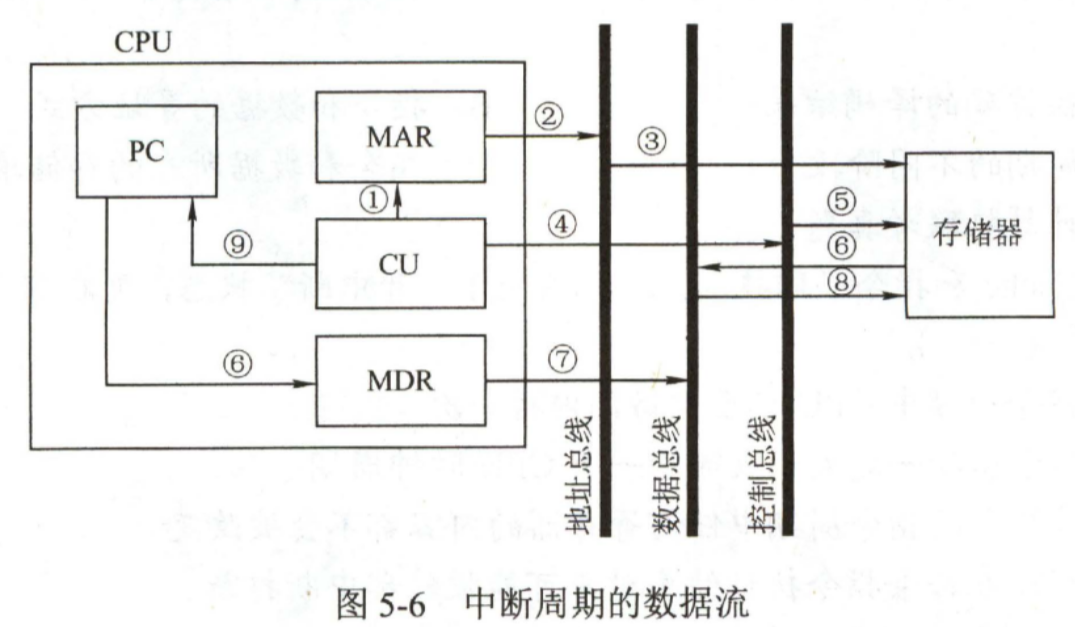 CPU
PC
MAR
②
③
①
⑤
④
⑥
存储器
⑨
CU
⑧
⑥
MDR
⑦
地址总线
数据总线
控制总线
图 5-6 中断周期的数据流